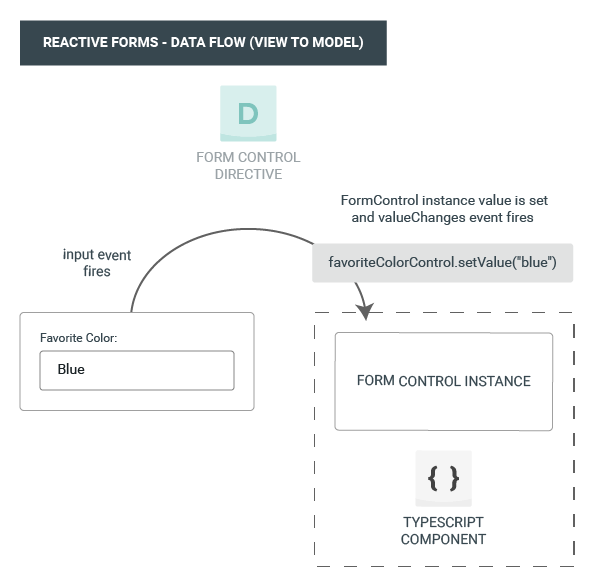 REACTIVE FORMS - DATA FLOW (VIEW TO MODEL)
D
FORM CONTROL
DIRECTIVE
FormControl instance value is set
and valueChanges event fires
input event
fires
favoriteColorControl.setValue("blue")
Favorite Color:
Blue
FORM CONTROL INSTANCE
{ }
TYPESCRIPT
COMPONENT